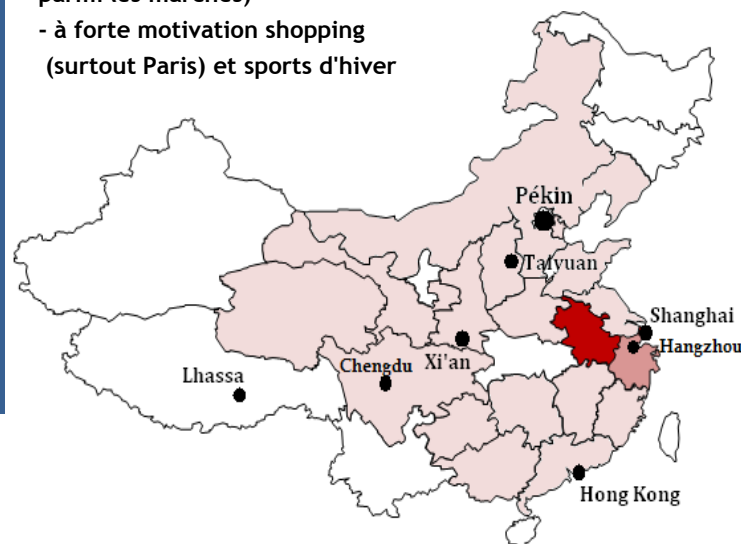 - à forte motivation shopping
(surtout Paris) et sports d'hiver
Pékin
Taiyuan
Shanghai
Hangzhou
Xi'an
Chengdu
Lhassa
Hong Kong